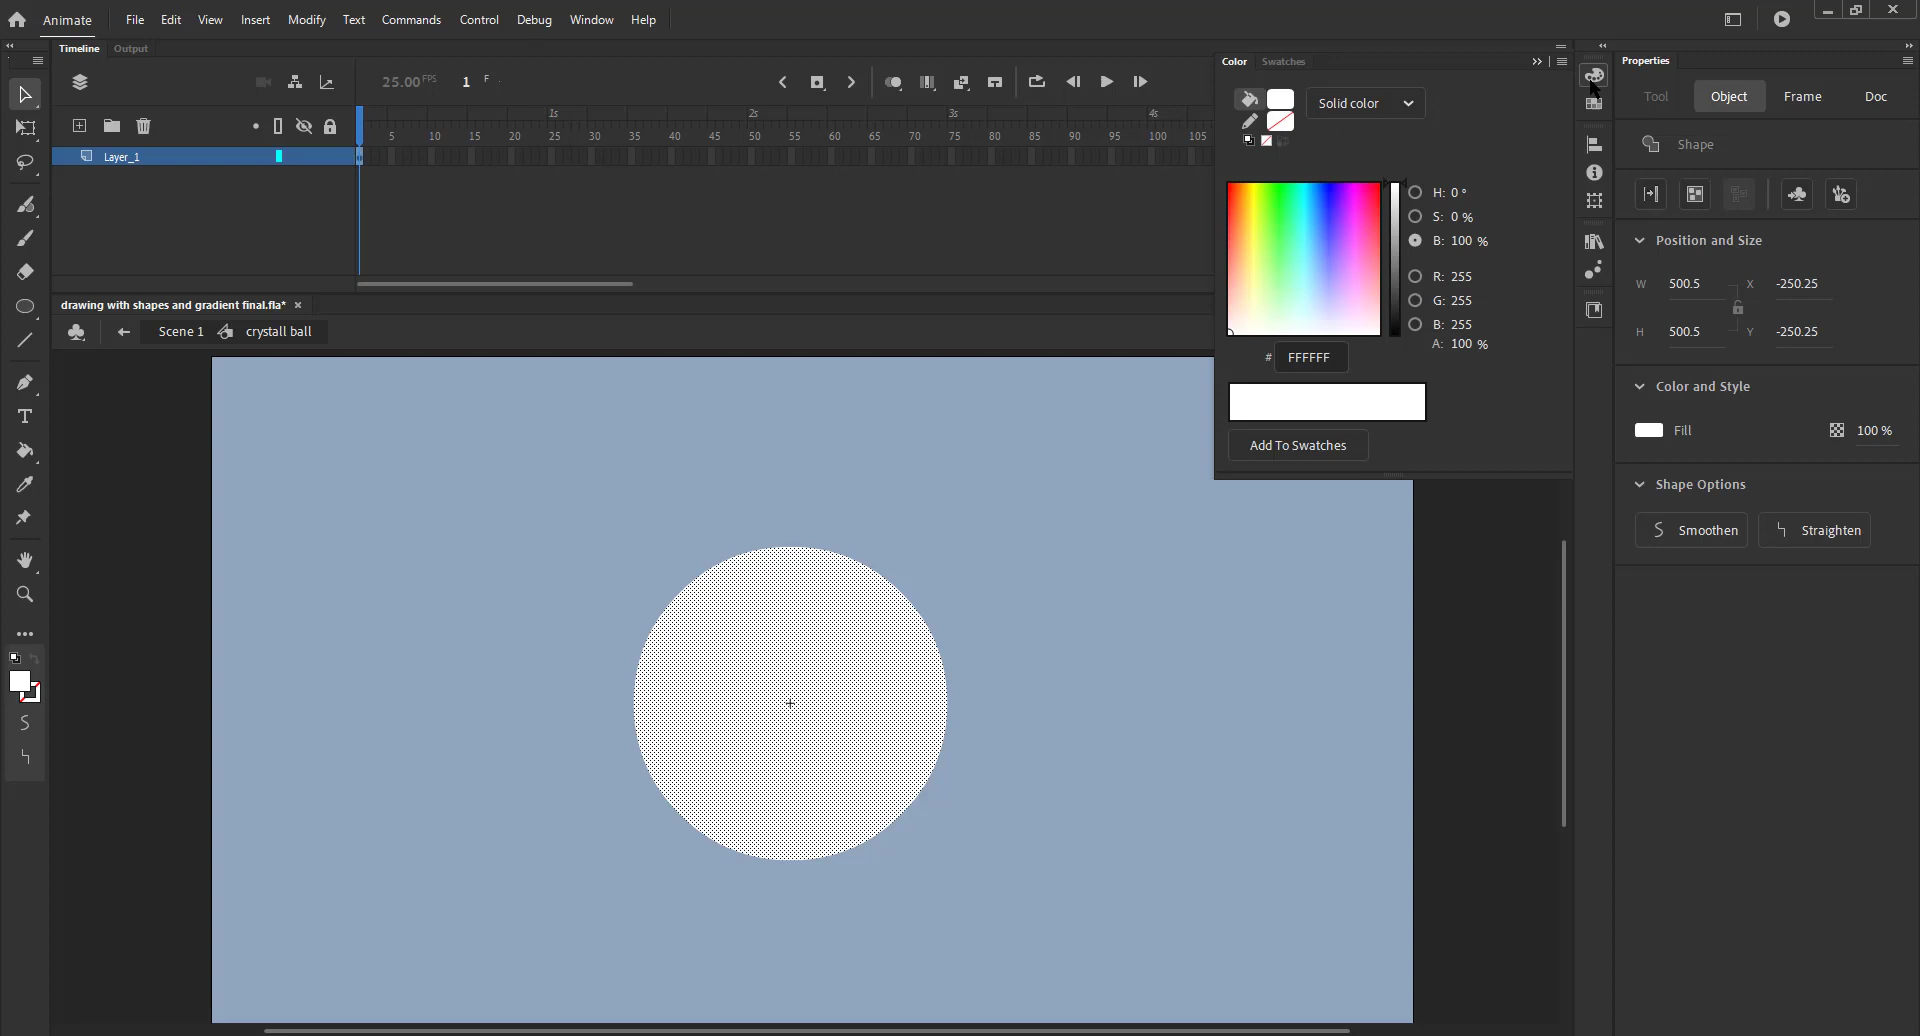 Animate File Edit View Insert Modify Text Commands Control Debug Window Help
Timeline Output
25.00 FPS 1 F
1s 2s 3s 4s
5 10 15 20 25 30 35 40 45 50 55 60 65 70 75 80 85 90 95 100 105
Layer_1
drawing with shapes and gradient final.fla* ×
Scene 1 crystall ball
Color Swatches
Solid color
H: 0 °
S: 0 %
B: 100 %
R: 255
G: 255
B: 255
A: 100 %
# FFFFFF
Add To Swatches
Properties
Tool Object Frame Doc
Shape
Position and Size
W 500.5 X -250.25
H 500.5 Y -250.25
Color and Style
Fill 100 %
Shape Options
Smoothen Straighten